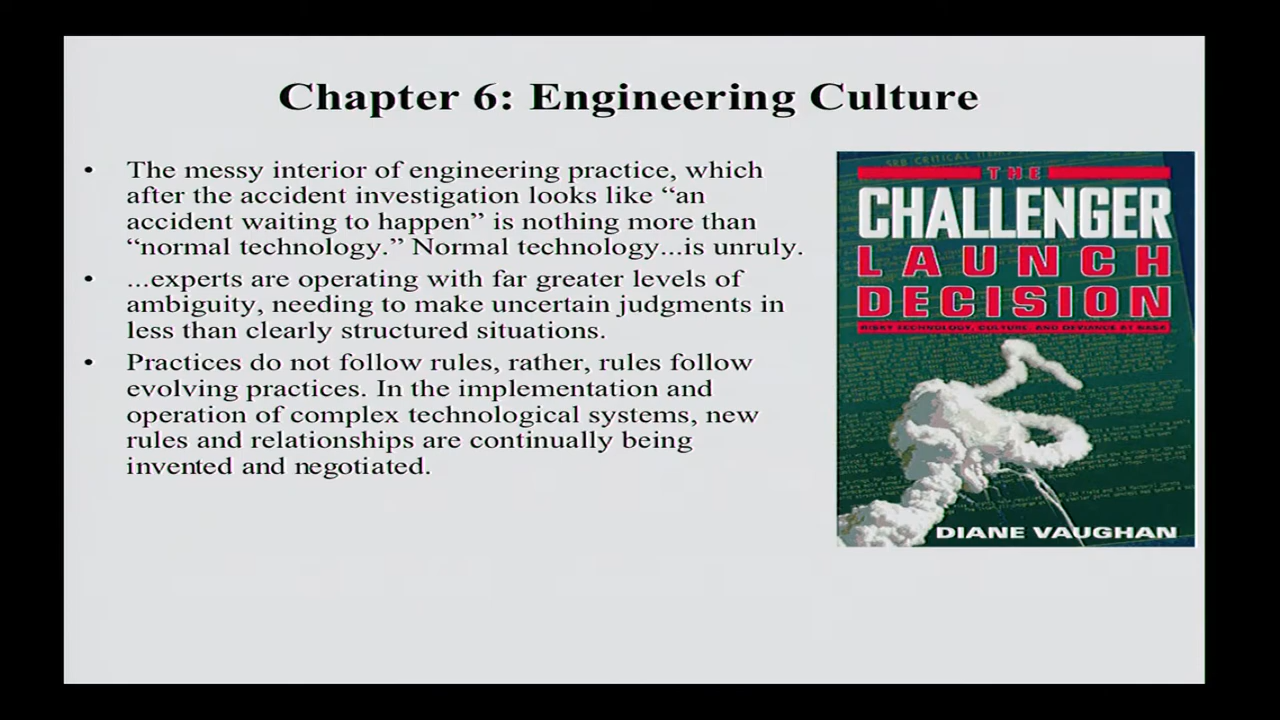 Chapter 6: Engineering Culture
• The messy interior of engineering practice, which
after the accident investigation looks like “an
accident waiting to happen” is nothing more than
“normal technology.” Normal technology...is unruly.
• ...experts are operating with far greater levels of
ambiguity, needing to make uncertain judgments in
less than clearly structured situations.
• Practices do not follow rules, rather, rules follow
evolving practices. In the implementation and
operation of complex technological systems, new
rules and relationships are continually being
invented and negotiated.
SRB CRITICAL ITEMS
THE
CHALLENGER
LAUNCH
DECISION
RISKY TECHNOLOGY, CULTURE, AND DEVIANCE AT NASA
DIANE VAUGHAN